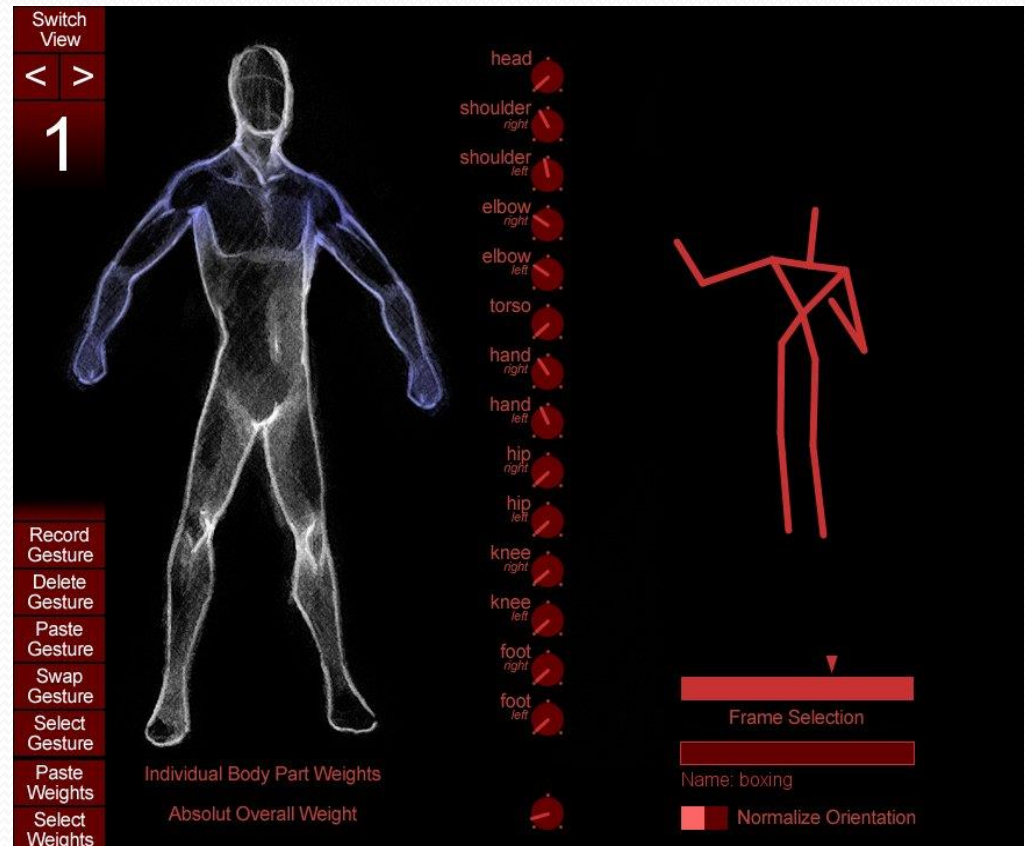 Switch
View
< >
1
Record
Gesture
Delete
Gesture
Paste
Gesture
Swap
Gesture
Select
Gesture
Paste
Weights
Select
Weights
head
shoulder
right
shoulder
left
elbow
right
elbow
left
torso
hand
right
hand
left
hip
right
hip
left
knee
right
knee
left
foot
right
foot
left
Individual Body Part Weights
Absolut Overall Weight
Frame Selection
Name: boxing
Normalize Orientation